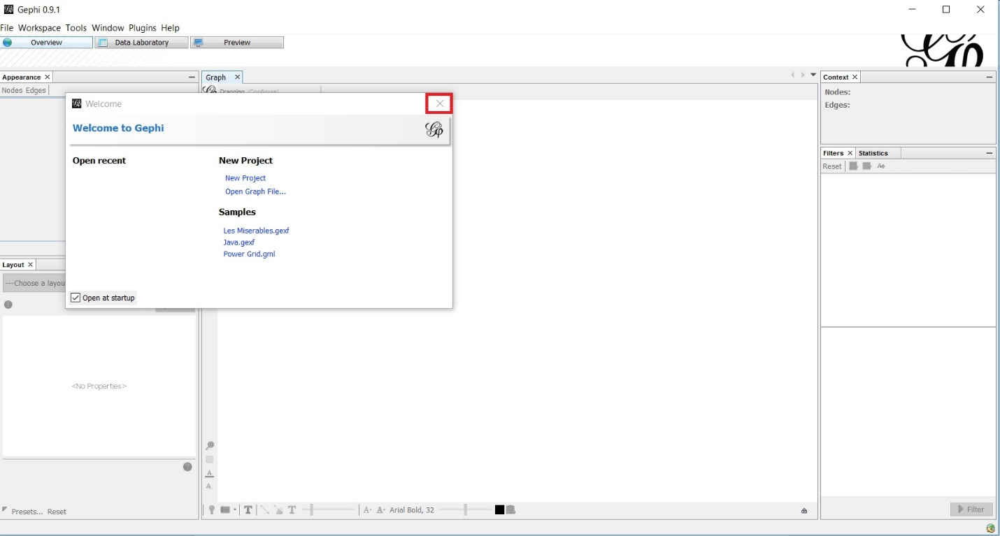 Gephi 0.9.1
File Workspace Tools Window Plugins Help
Overview
Data Laboratory
Preview
Appearance
Nodes Edges
Graph
Dragging (Configure)
Context
Nodes:
Edges:
Welcome
Welcome to Gephi
Open recent
New Project
New Project
Open Graph File...
Samples
Les Miserables.gexf
Java.gexf
Power Grid.gml
Open at startup
Filters
Statistics
Reset
Layout
---Choose a layou
<No Properties>
Presets... Reset
Arial Bold, 32
Filter